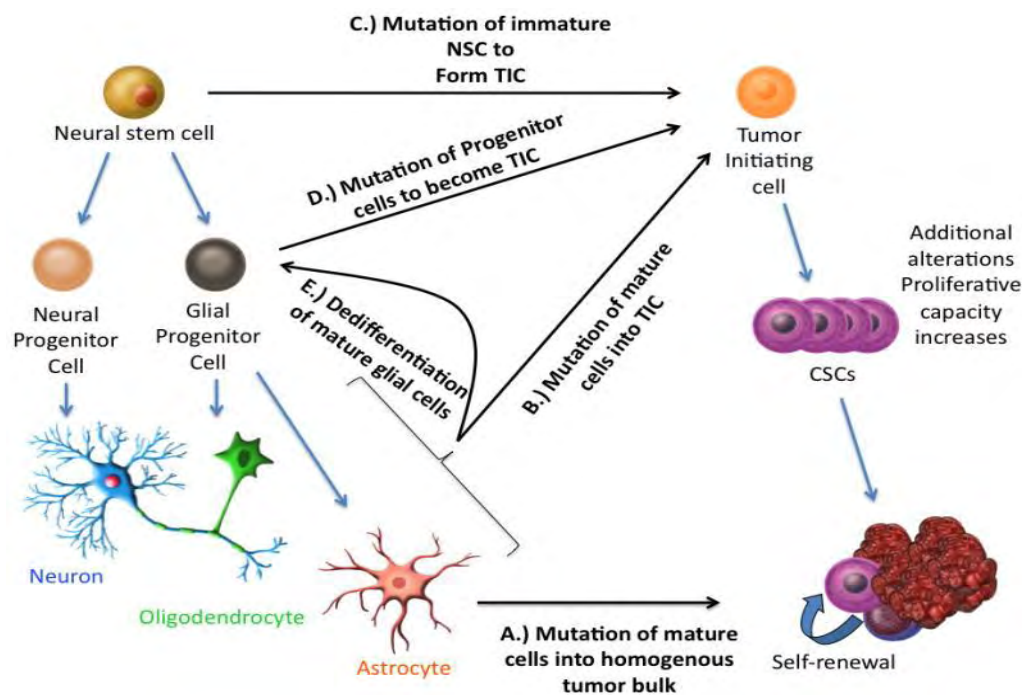 C.) Mutation of immature
NSC to
Form TIC
Neural stem cell
Tumor
Initiating
cell
D.) Mutation of Progenitor
cells to become TIC
Neural
Progenitor
Cell
Glial
Progenitor
Cell
E.) Dedifferentiation
of mature glial cells
B.) Mutation of mature
cells into TIC
Additional
alterations
Proliferative
capacity
increases
CSCs
Neuron
Oligodendrocyte
Astrocyte
A.) Mutation of mature
cells into homogenous
tumor bulk
Self-renewal